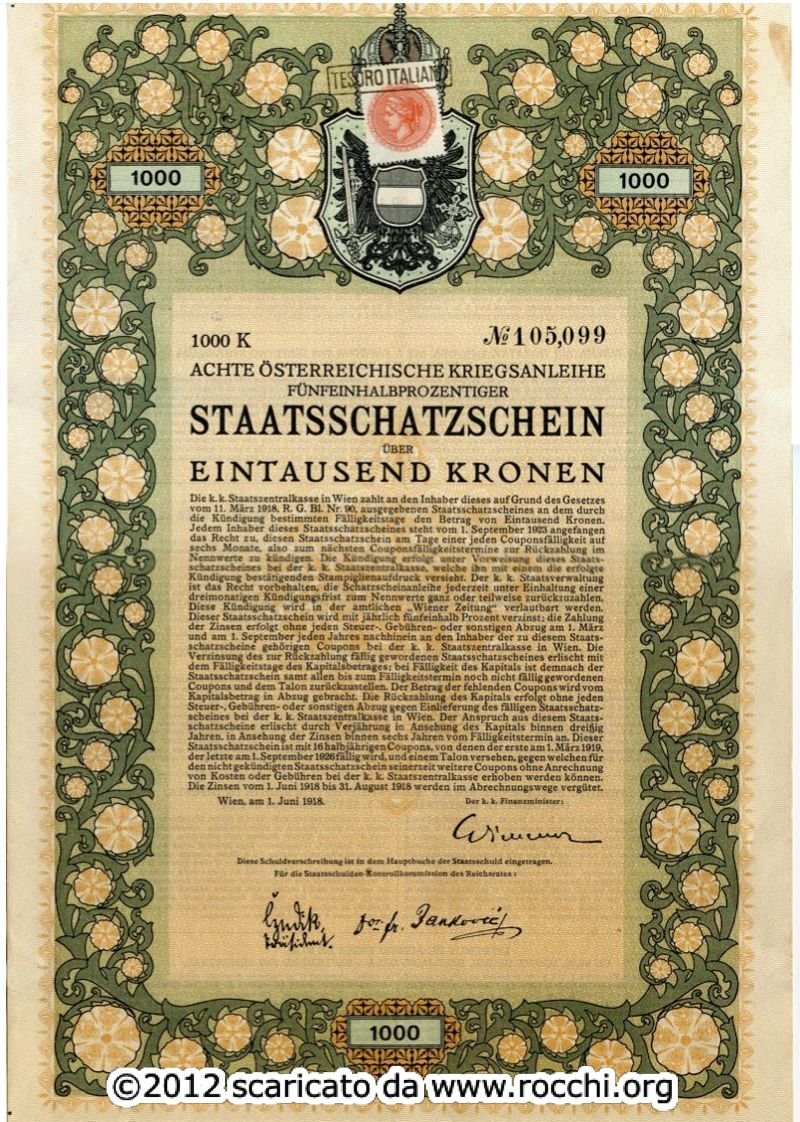 TESORO ITALIANO
1000
1000
1000 K
№ 105,099
ACHTE ÖSTERREICHISCHE KRIEGSANLEIHE
FÜNFEINHALBPROZENTIGER
STAATSSCHATZSCHEIN
ÜBER
EINTAUSEND KRONEN
Die k. k. Staatszentralkasse in Wien zahlt an den Inhaber dieses auf Grund des Gesetzes
vom 11. März 1918, R. G. Bl. Nr. 90, ausgegebenen Staatsschatzscheines an dem durch
die Kündigung bestimmten Fälligkeitstage den Betrag von Eintausend Kronen.
Jedem Inhaber dieses Staatsschatzscheines steht vom 1. September 1923 angefangen
das Recht zu, diesen Staatsschatzschein am Tage einer jeden Couponsfälligkeit auf
sechs Monate, also zum nächsten Couponsfälligkeitstermine zur Rückzahlung im
Nennwerte zu kündigen. Die Kündigung erfolgt unter Vorweisung dieses Staats-
schatzscheines bei der k. k. Staatszentralkasse, welche ihn mit einem die erfolgte
Kündigung bestätigenden Stampiglienaufdruck versieht. Der k. k. Staatsverwaltung
ist das Recht vorbehalten, die Schatzscheinanleihe jederzeit unter Einhaltung einer
dreimonatigen Kündigungsfrist zum Nennwerte ganz oder teilweise zurückzuzahlen.
Diese Kündigung wird in der amtlichen „Wiener Zeitung“ verlautbart werden.
Dieser Staatsschatzschein wird mit jährlich fünfeinhalb Prozent verzinst; die Zahlung
der Zinsen erfolgt ohne jeden Steuer-, Gebühren- oder sonstigen Abzug am 1. März
und am 1. September jeden Jahres nachhinein an den Inhaber der zu diesem Staats-
schatzscheine gehörigen Coupons bei der k. k. Staatszentralkasse in Wien. Die
Verzinsung des zur Rückzahlung fällig gewordenen Staatsschatzscheines erlischt mit
dem Fälligkeitstage des Kapitalsbetrages; bei Fälligkeit des Kapitals ist demnach der
Staatsschatzschein samt allen bis zum Fälligkeitstermin noch nicht fällig gewordenen
Coupons und dem Talon zurückzustellen. Der Betrag der fehlenden Coupons wird vom
Kapitalsbetrag in Abzug gebracht. Die Rückzahlung des Kapitals erfolgt ohne jeden
Steuer-, Gebühren- oder sonstigen Abzug gegen Einlieferung des fälligen Staatsschatz-
scheines bei der k. k. Staatszentralkasse in Wien. Der Anspruch aus diesem Staats-
schatzscheine erlischt durch Verjährung in Ansehung des Kapitals binnen dreißig
Jahren, in Ansehung der Zinsen binnen sechs Jahren vom Fälligkeitstermin an. Dieser
Staatsschatzschein ist mit 16 halbjährigen Coupons, von denen der erste am 1. März 1919,
der letzte am 1. September 1926 fällig wird, und einem Talon versehen, gegen welchen für
den nicht gekündigten Staatsschatzschein seinerzeit weitere Coupons ohne Anrechnung
von Kosten oder Gebühren bei der k. k. Staatszentralkasse erhoben werden können.
Die Zinsen vom 1. Juni 1918 bis 31. August 1918 werden im Abrechnungswege vergütet.
Wien, am 1. Juni 1918. Der k. k. Finanzminister:
Wimmer
Diese Schuldverschreibung ist in dem Hauptbuche der Staatsschuld eingetragen.
Für die Staatsschulden-Kontrollkommission des Reichsrates:
Präsident.
1000
©2012 scaricato da www.rocchi.org